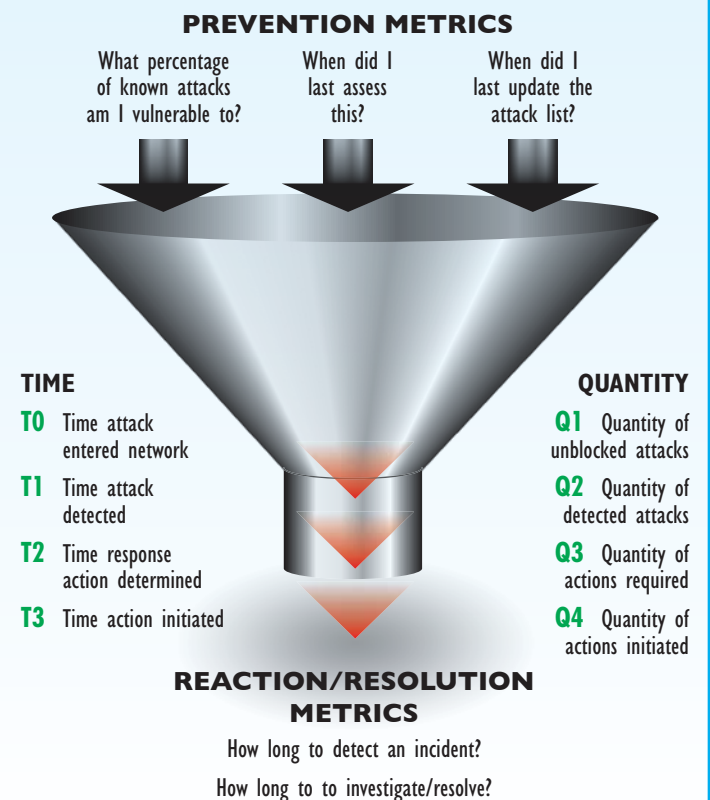 PREVENTION METRICS
What percentage
of known attacks
am I vulnerable to?
When did I
last assess
this?
When did I
last update the
attack list?
TIME
T0 Time attack
entered network
T1 Time attack
detected
T2 Time response
action determined
T3 Time action initiated
QUANTITY
Q1 Quantity of
unblocked attacks
Q2 Quantity of
detected attacks
Q3 Quantity of
actions required
Q4 Quantity of
actions initiated
REACTION/RESOLUTION
METRICS
How long to detect an incident?
How long to to investigate/resolve?